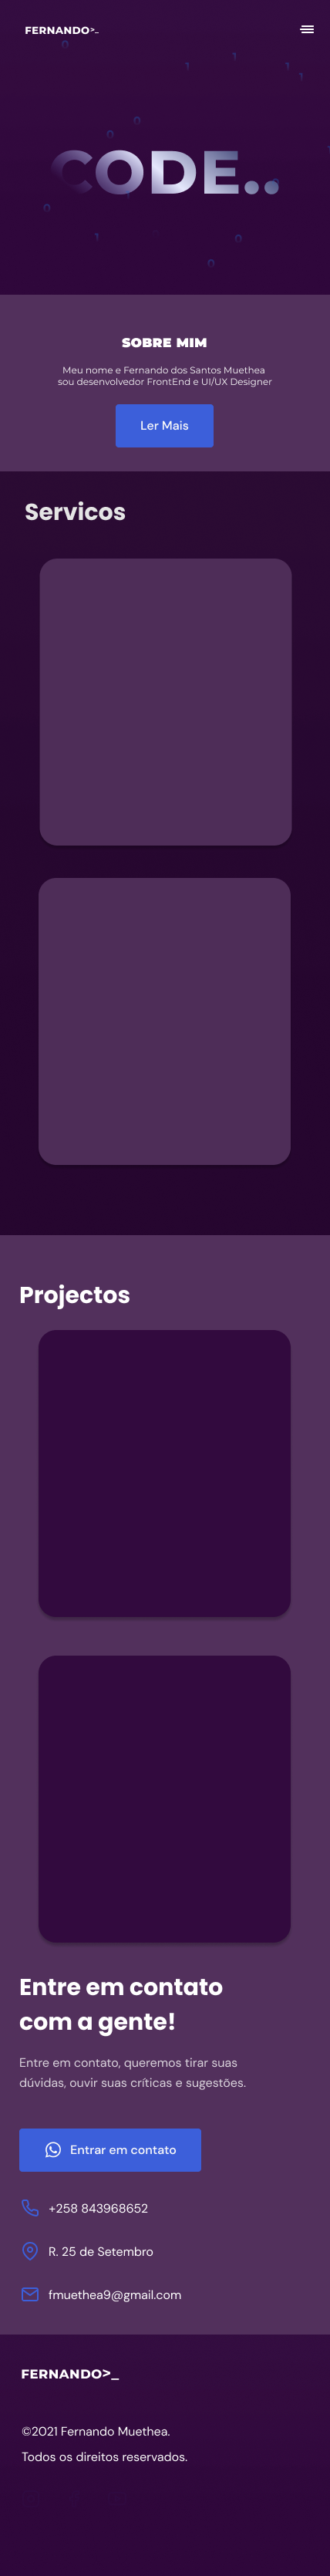 FERNANDO>_
CODE..
SOBRE MIM
Meu nome e Fernando dos Santos Muethea
sou desenvolvedor FrontEnd e UI/UX Designer
Ler Mais
Servicos
Projectos
Entre em contato
com a gente!
Entre em contato, queremos tirar suas
dúvidas, ouvir suas críticas e sugestões.
Entrar em contato
+258 843968652
R. 25 de Setembro
fmuethea9@gmail.com
FERNANDO>_
©2021 Fernando Muethea.
Todos os direitos reservados.